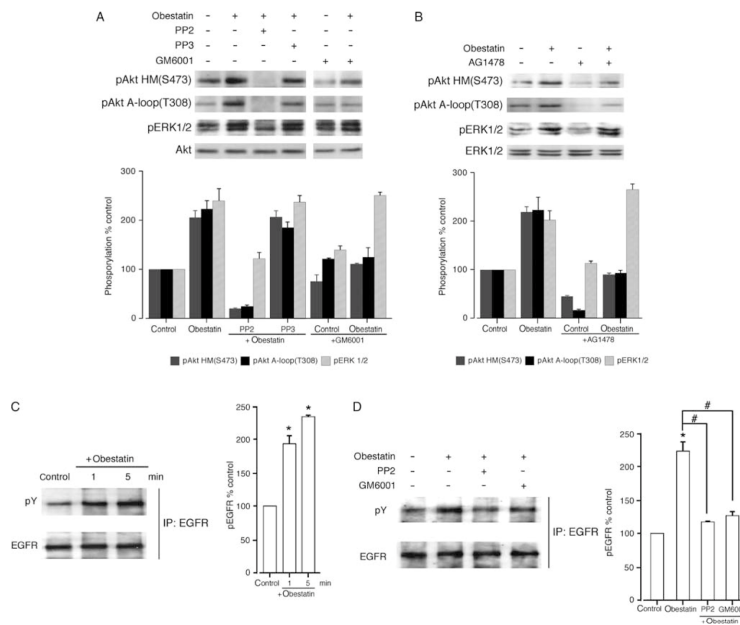 A
Obestatin - + + + - +
PP2 - - + - - -
PP3 - - - + - -
GM6001 - - - - + +
pAkt HM(S473)
pAkt A-loop(T308)
pERK1/2
Akt
Phosphorylation % control
300
200
100
0
Control Obestatin PP2 PP3 Control Obestatin
+Obestatin +GM6001
pAkt HM(S473) pAkt A-loop(T308) pERK 1/2
B
Obestatin - + - +
AG1478 - - + +
pAkt HM(S473)
pAkt A-loop(T308)
pERK1/2
ERK1/2
Phosphorylation % control
300
200
100
0
Control Obestatin Control Obestatin
+AG1478
pAkt HM(S473) pAkt A-loop(T308) pERK1/2
C
+Obestatin
Control 1 5 min
pY
EGFR
IP: EGFR
pEGFR % control
250
200
150
100
50
0
* *
Control 1 5 min
+Obestatin
D
Obestatin - + + +
PP2 - - + -
GM6001 - - - +
pY
EGFR
IP: EGFR
pEGFR % control
250
200
150
100
50
0
#
#
*
Control Obestatin PP2 GM600
+Obestatin